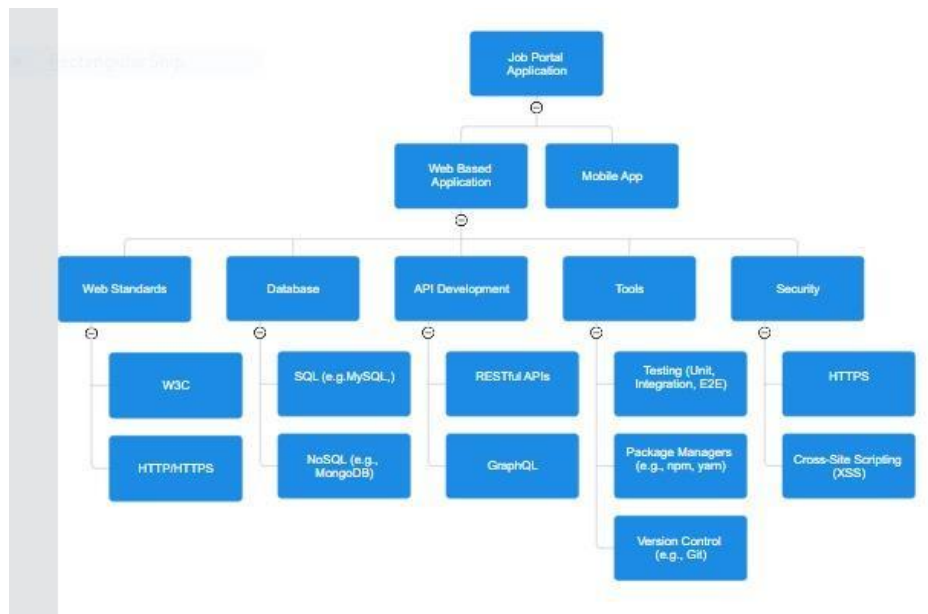 Job Portal
Application
Web Based
Application
Mobile App
Web Standards
Database
API Development
Tools
Security
W3C
SQL (e.g.MySQL,)
RESTful APIs
Testing (Unit,
Integration, E2E)
HTTPS
HTTP/HTTPS
NoSQL (e.g.,
MongoDB)
GraphQL
Package Managers
(e.g., npm, yarn)
Cross-Site Scripting
(XSS)
Version Control
(e.g., Git)